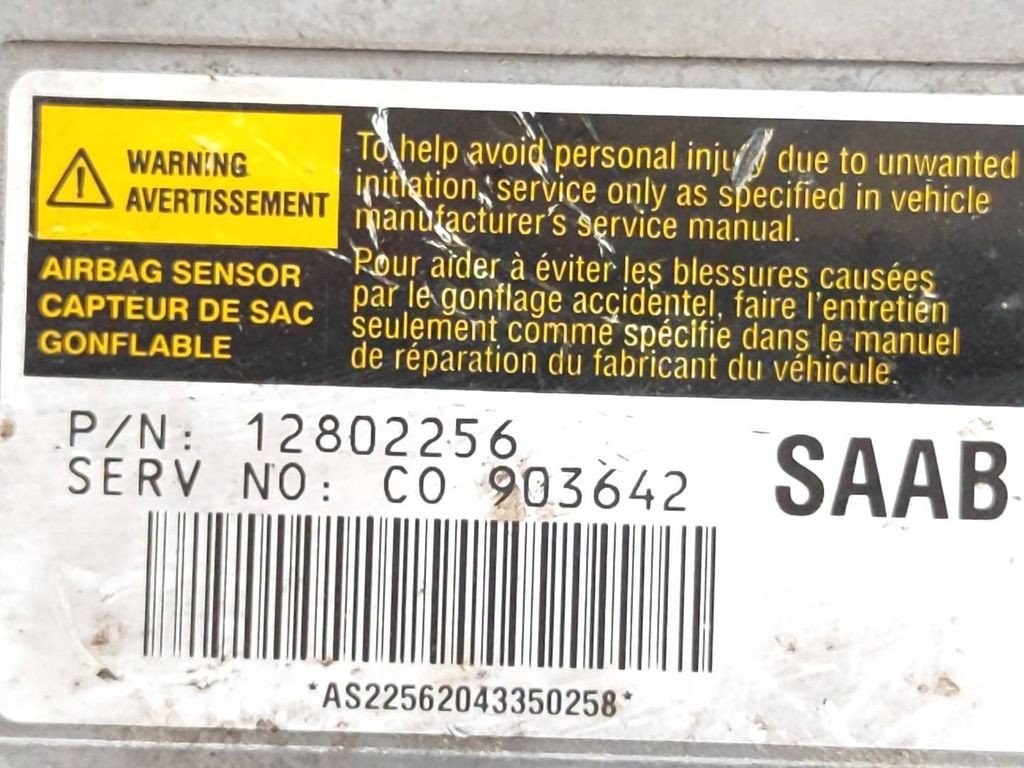 WARNING
AVERTISSEMENT
AIRBAG SENSOR
CAPTEUR DE SAC
GONFLABLE
To help avoid personal injury due to unwanted
initiation, service only as specified in vehicle
manufacturer's service manual.
Pour aider à éviter les blessures causées
par le gonflage accidentel, faire l'entretien
seulement comme spécifié dans le manuel
de réparation du fabricant du véhicule.
P/N: 12802256
SERV NO: CO 903642
SAAB
*AS22562043350258*